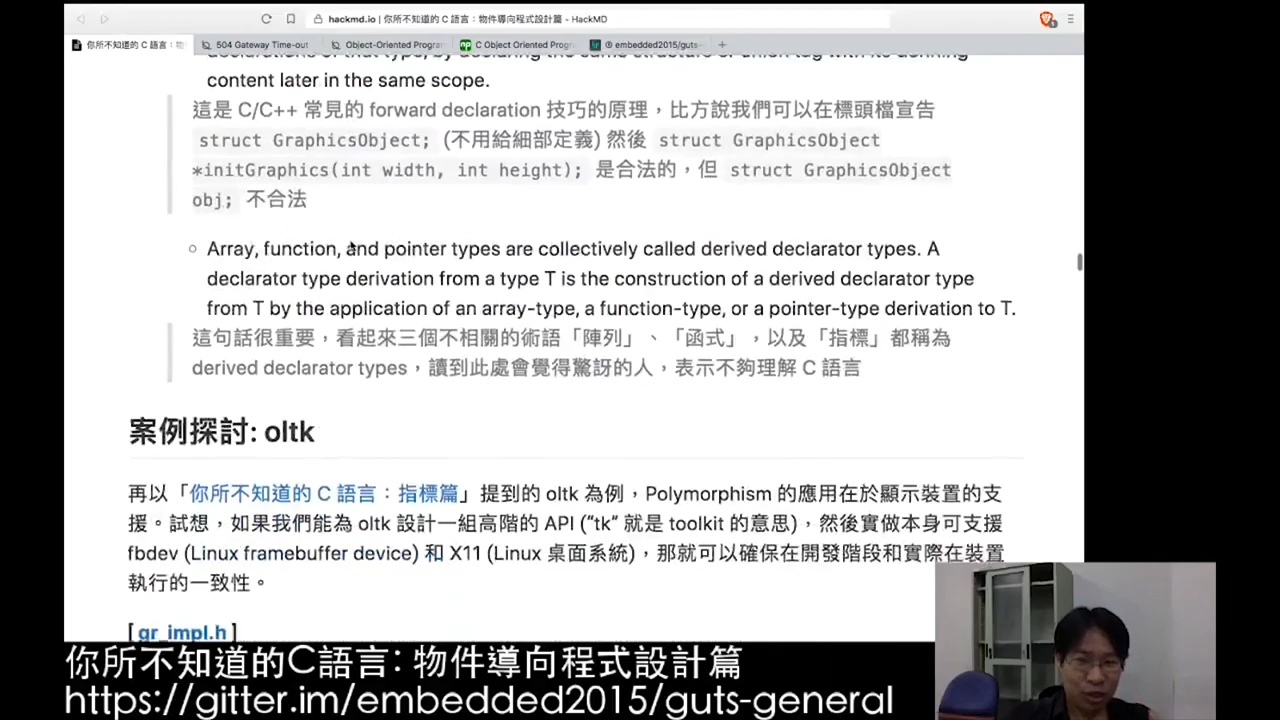 hackmd.io | 你所不知道的 C 語言：物件導向程式設計篇 - HackMD
你所不知道的 C 語言：物
504 Gateway Time-out
Object-Oriented Progra
C Object Oriented Progr
embedded2015/guts-
content later in the same scope.
這是 C/C++ 常見的 forward declaration 技巧的原理，比方說我們可以在標頭檔宣告
struct GraphicsObject; (不用給細部定義) 然後 struct GraphicsObject
*initGraphics(int width, int height); 是合法的，但 struct GraphicsObject
obj; 不合法
Array, function, and pointer types are collectively called derived declarator types. A
declarator type derivation from a type T is the construction of a derived declarator type
from T by the application of an array-type, a function-type, or a pointer-type derivation to T.
這句話很重要，看起來三個不相關的術語「陣列」、「函式」，以及「指標」都稱為
derived declarator types，讀到此處會覺得驚訝的人，表示不夠理解 C 語言
案例探討: oltk
再以「你所不知道的 C 語言：指標篇」提到的 oltk 為例，Polymorphism 的應用在於顯示裝置的支
援。試想，如果我們能為 oltk 設計一組高階的 API ("tk" 就是 toolkit 的意思)，然後實做本身可支援
fbdev (Linux framebuffer device) 和 X11 (Linux 桌面系統)，那就可以確保在開發階段和實際在裝置
執行的一致性。
[ gr_impl.h ]
你所不知道的C語言: 物件導向程式設計篇
https://gitter.im/embedded2015/guts-general